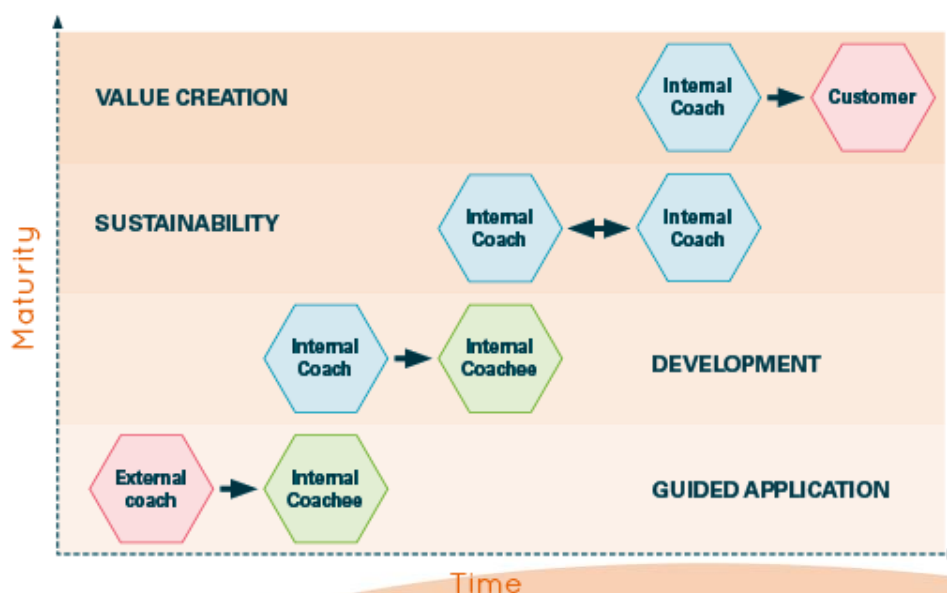 VALUE CREATION
Internal
Coach
Customer
SUSTAINABILITY
Internal
Coach
Internal
Coach
Maturity
Internal
Coach
Internal
Coachee
DEVELOPMENT
External
coach
Internal
Coachee
GUIDED APPLICATION
Time